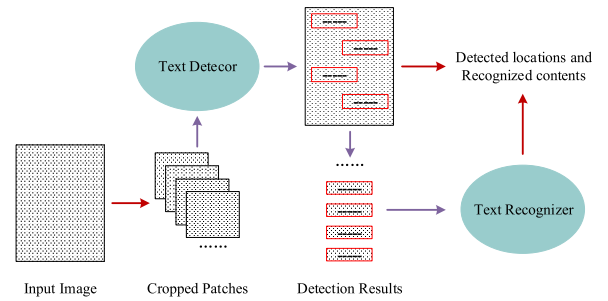 Text Detecor
Detected locations and
Recognized contents
......
......
Text Recognizer
Input Image
Cropped Patches
Detection Results